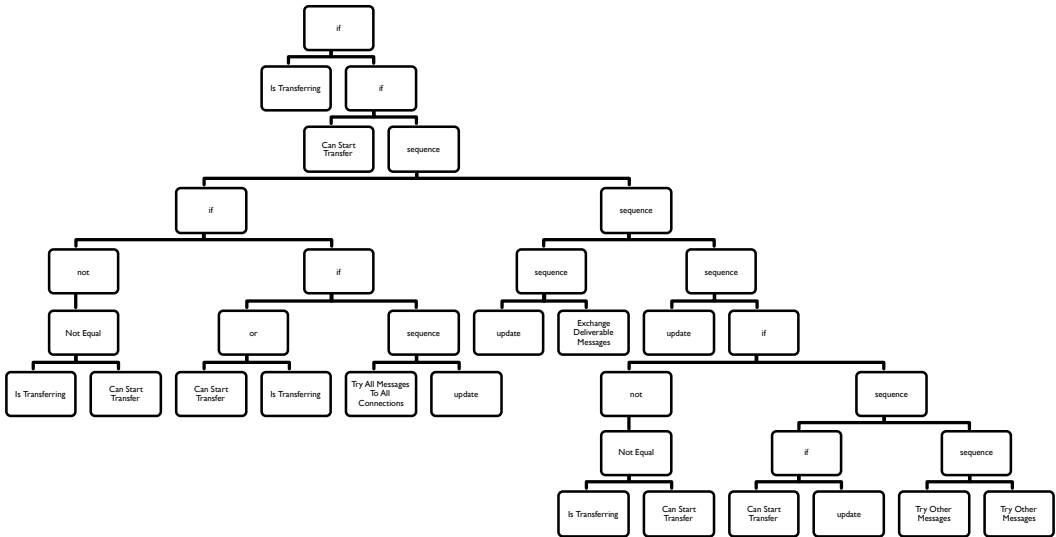 if
Is Transferring
if
Can Start
Transfer
sequence
if
sequence
not
if
sequence
sequence
Not Equal
or
sequence
update
Exchange
Deliverable
Messages
update
if
Is Transferring
Can Start
Transfer
Can Start
Transfer
Is Transferring
Try All Messages
To All
Connections
update
not
sequence
Not Equal
if
sequence
Is Transferring
Can Start
Transfer
Can Start
Transfer
update
Try Other
Messages
Try Other
Messages